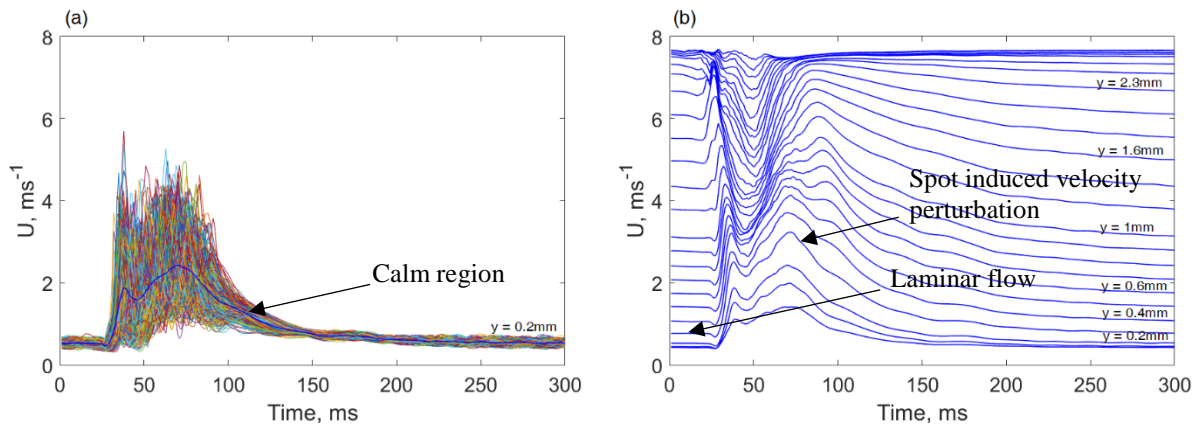 (a)
8
6
4
2
0
U, ms-1
Calm region
y = 0.2mm
0 50 100 150 200 250 300
Time, ms
(b)
8
6
4
2
0
U, ms-1
y = 2.3mm
y = 1.6mm
Spot induced velocity
perturbation
y = 1mm
Laminar flow
y = 0.6mm
y = 0.4mm
y = 0.2mm
0 50 100 150 200 250 300
Time, ms